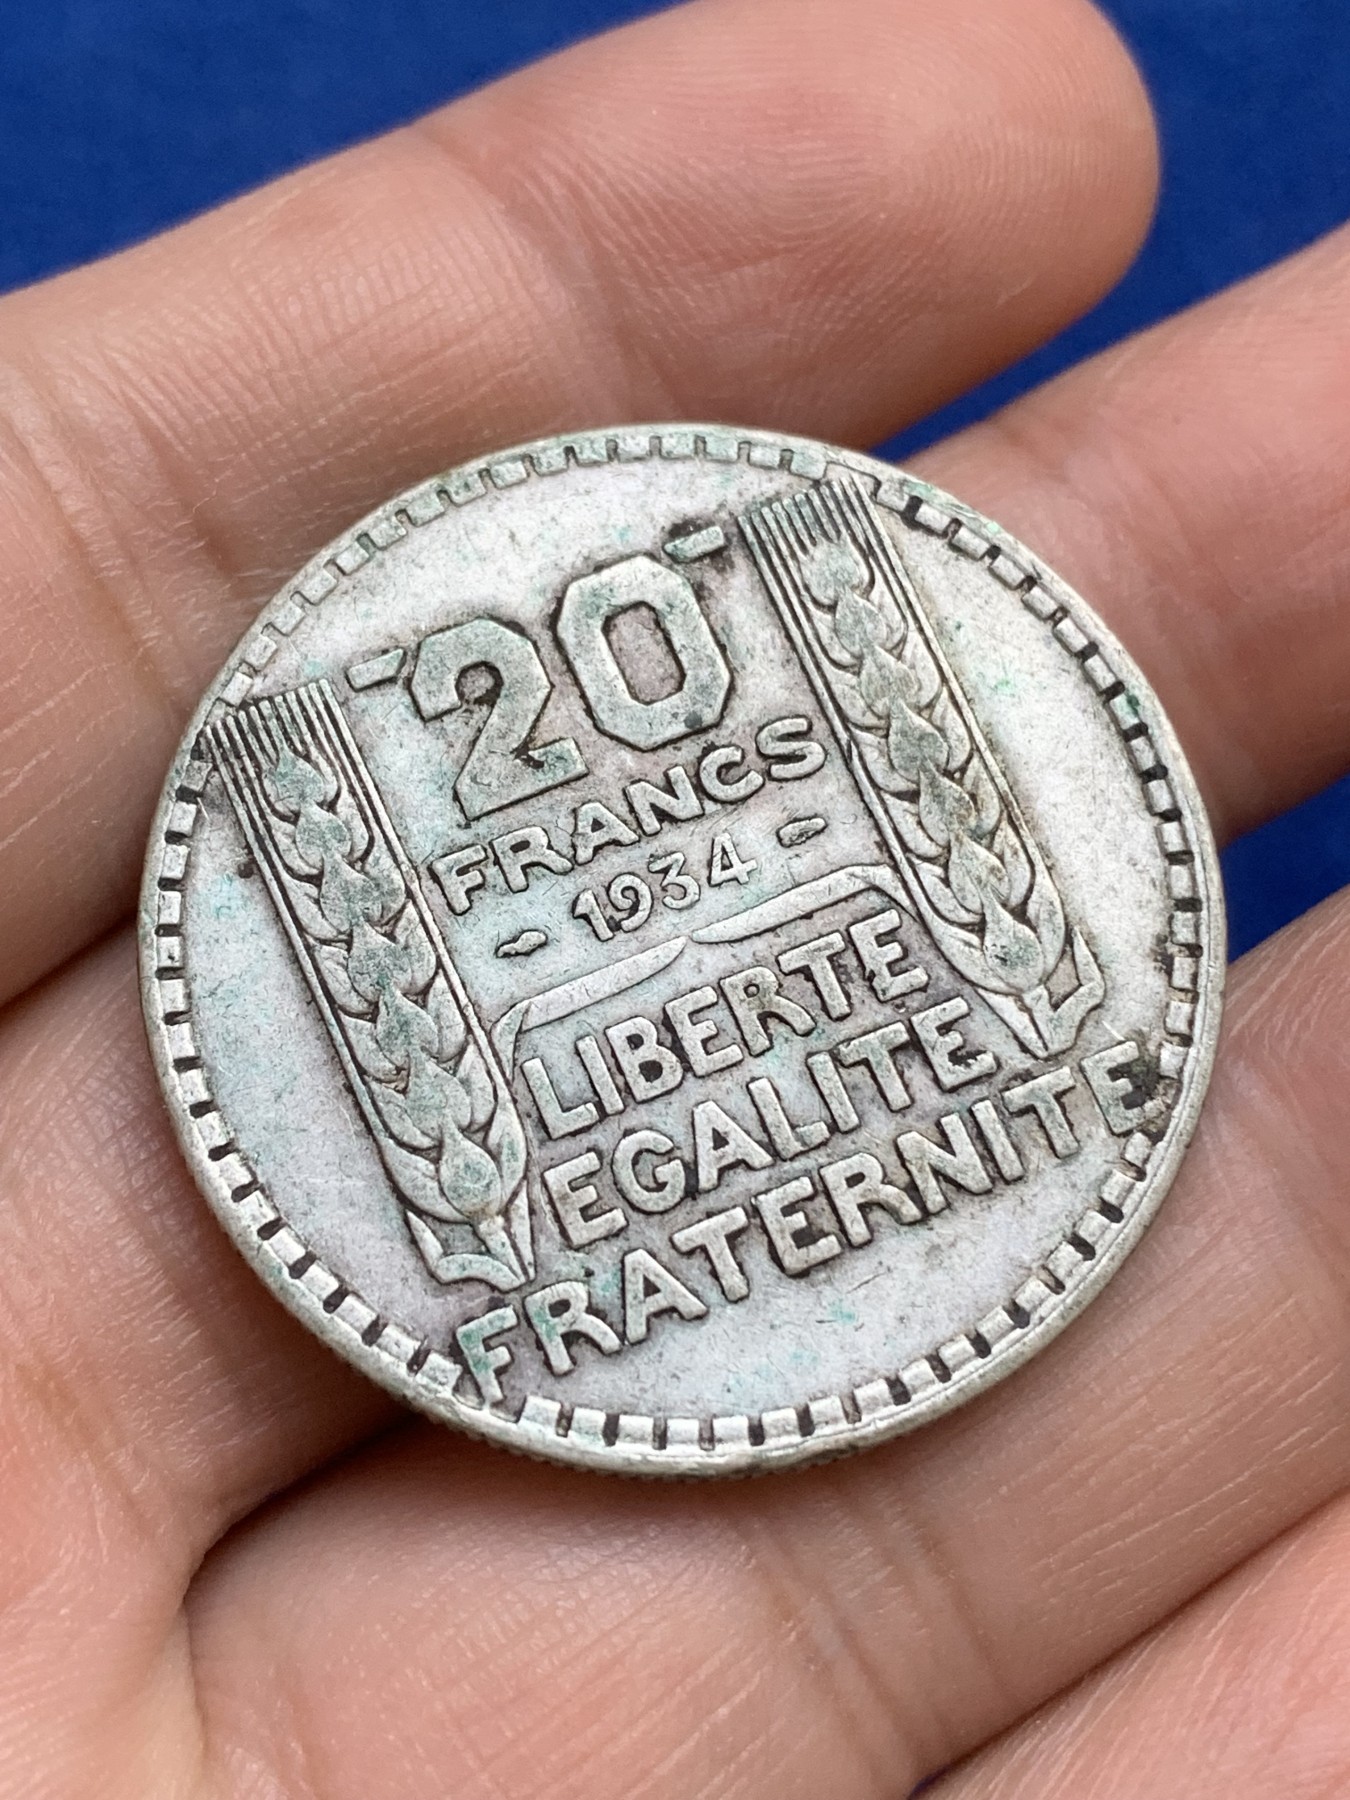 - 20 -
FRANCS
- 1934 -
LIBERTE
EGALITE
FRATERNITE